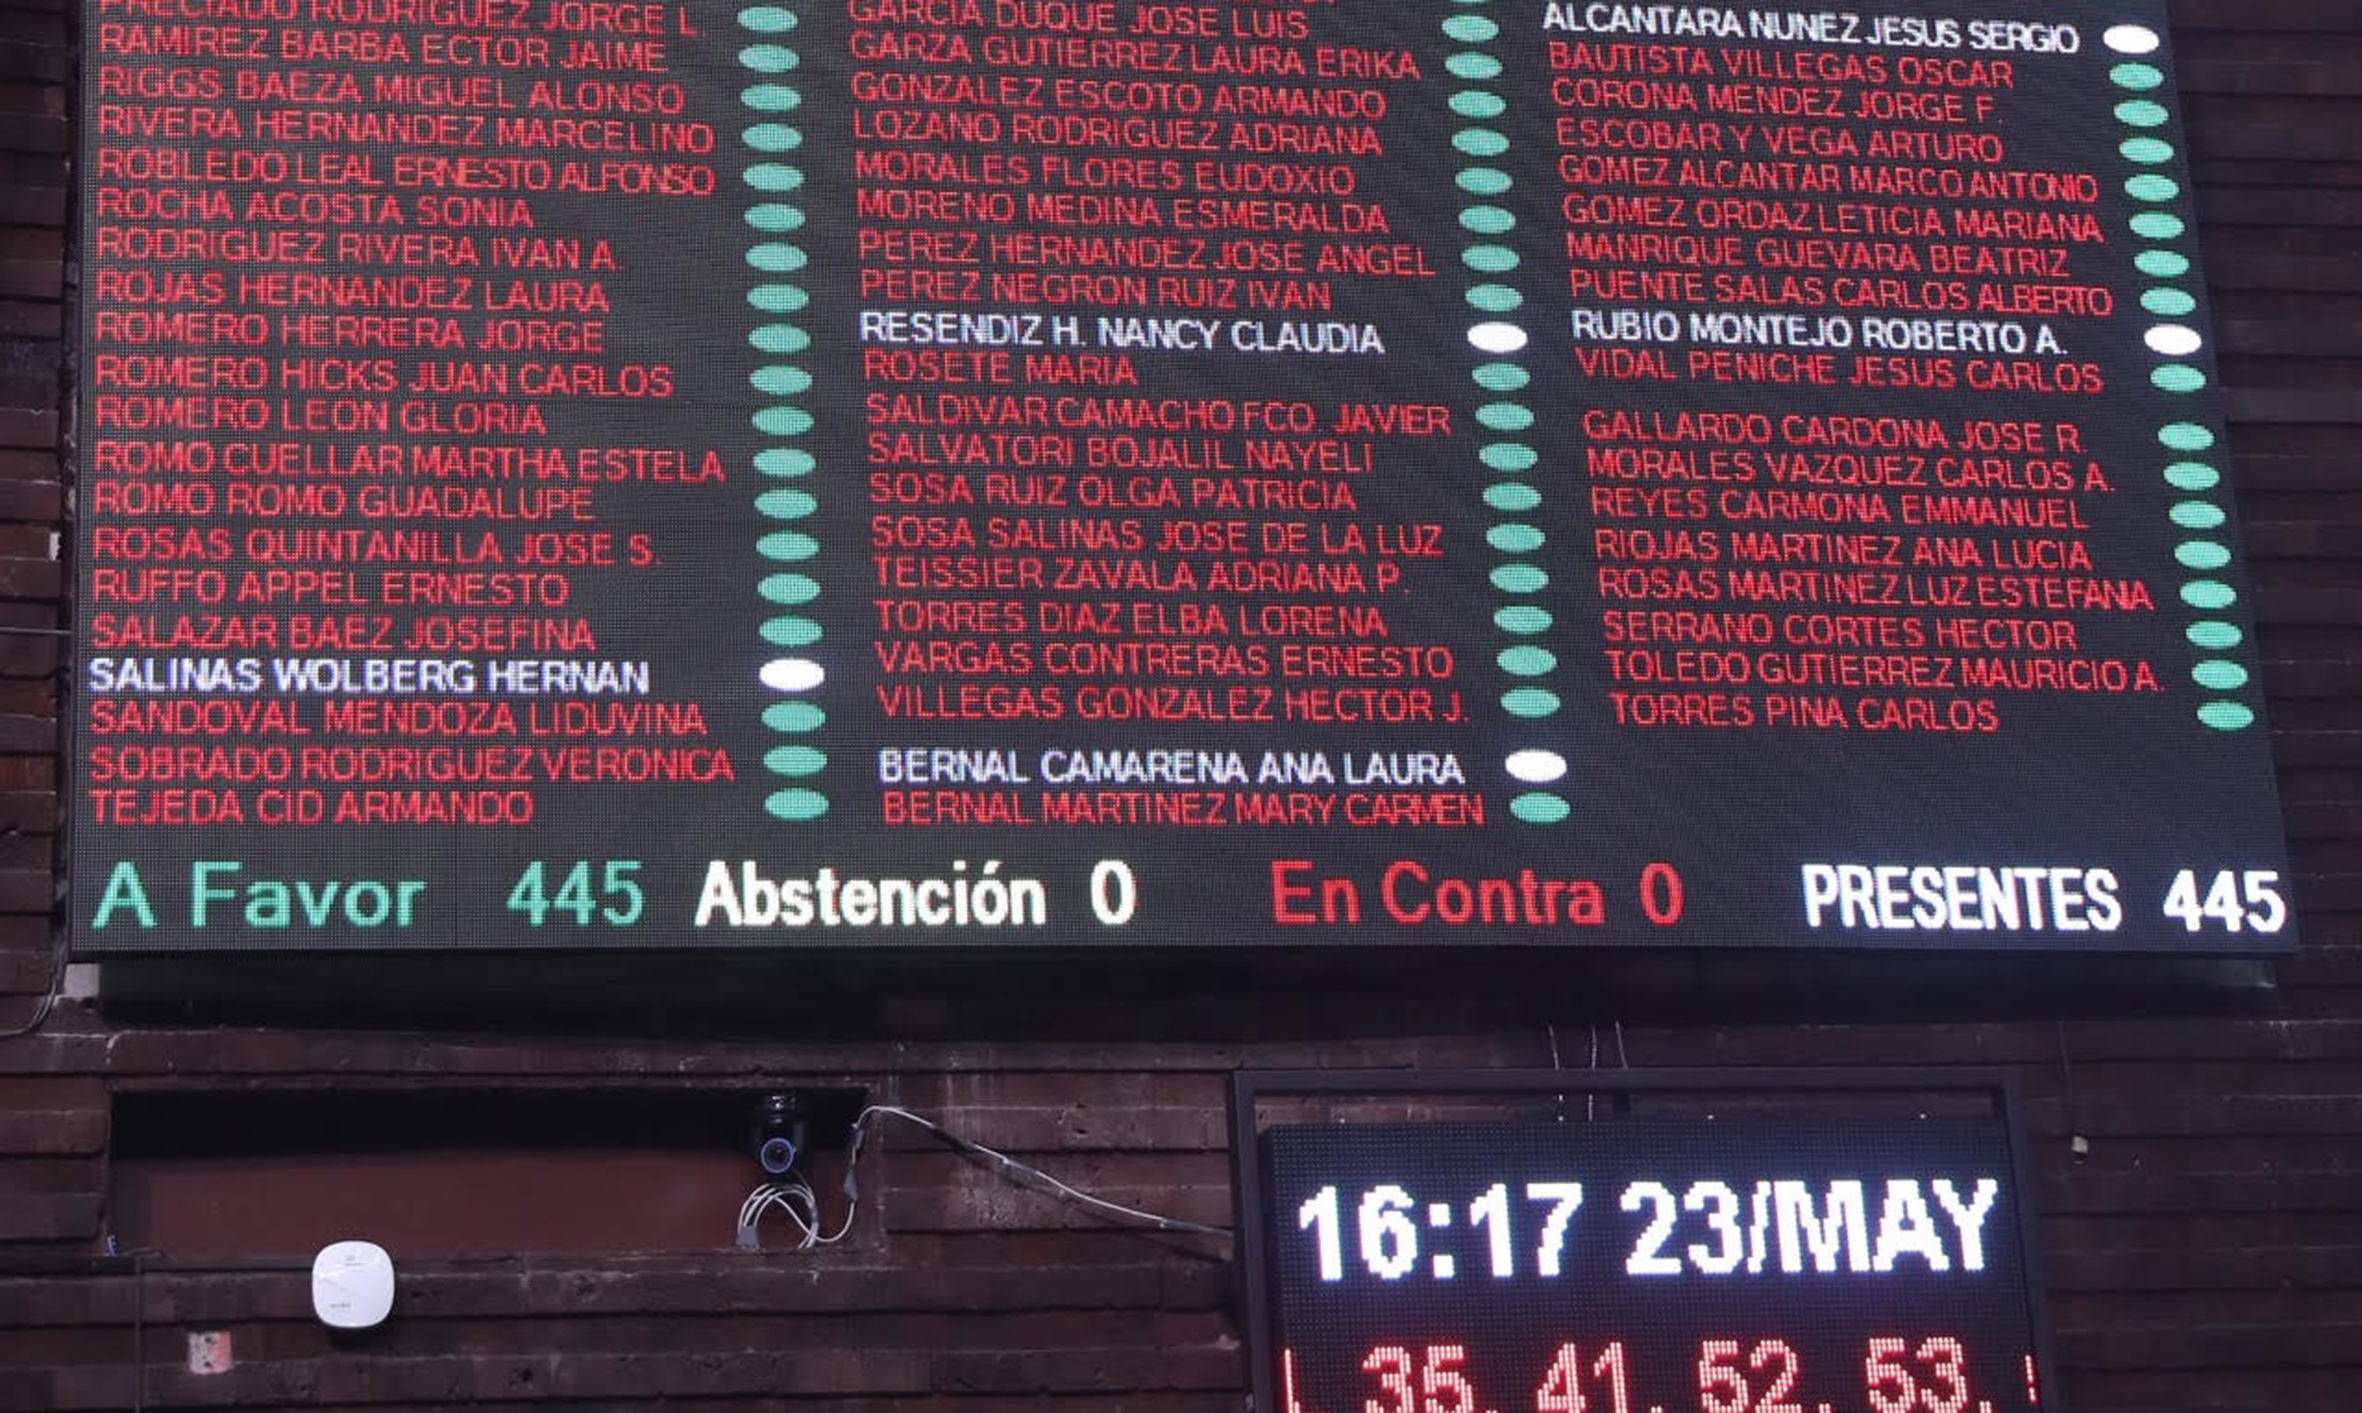 PRECIADO RODRIGUEZ JORGE L.
RAMIREZ BARBA ECTOR JAIME
RIGGS BAEZA MIGUEL ALONSO
RIVERA HERNANDEZ MARCELINO
ROBLEDO LEAL ERNESTO ALFONSO
ROCHA ACOSTA SONIA
RODRIGUEZ RIVERA IVAN A.
ROJAS HERNANDEZ LAURA
ROMERO HERRERA JORGE
ROMERO HICKS JUAN CARLOS
ROMERO LEON GLORIA
ROMO CUELLAR MARTHA ESTELA
ROMO ROMO GUADALUPE
ROSAS QUINTANILLA JOSE S.
RUFFO APPEL ERNESTO
SALAZAR BAEZ JOSEFINA
SALINAS WOLBERG HERNAN
SANDOVAL MENDOZA LIDUVINA
SOBRADO RODRIGUEZ VERONICA
TEJEDA CID ARMANDO
GARCIA DUQUE JOSE LUIS
GARZA GUTIERREZ LAURA ERIKA
GONZALEZ ESCOTO ARMANDO
LOZANO RODRIGUEZ ADRIANA
MORALES FLORES EUDOXIO
MORENO MEDINA ESMERALDA
PEREZ HERNANDEZ JOSE ANGEL
PEREZ NEGRON RUIZ IVAN
RESENDIZ H. NANCY CLAUDIA
ROSETE MARIA
SALDIVAR CAMACHO FCO. JAVIER
SALVATORI BOJALIL NAYELI
SOSA RUIZ OLGA PATRICIA
SOSA SALINAS JOSE DE LA LUZ
TEISSIER ZAVALA ADRIANA P.
TORRES DIAZ ELBA LORENA
VARGAS CONTRERAS ERNESTO
VILLEGAS GONZALEZ HECTOR J.
BERNAL CAMARENA ANA LAURA
BERNAL MARTINEZ MARY CARMEN
ALCANTARA NUNEZ JESUS SERGIO
BAUTISTA VILLEGAS OSCAR
CORONA MENDEZ JORGE F.
ESCOBAR Y VEGA ARTURO
GOMEZ ALCANTAR MARCO ANTONIO
GOMEZ ORDAZ LETICIA MARIANA
MANRIQUE GUEVARA BEATRIZ
PUENTE SALAS CARLOS ALBERTO
RUBIO MONTEJO ROBERTO A.
VIDAL PENICHE JESUS CARLOS
GALLARDO CARDONA JOSE R.
MORALES VAZQUEZ CARLOS A.
REYES CARMONA EMMANUEL
RIOJAS MARTINEZ ANA LUCIA
ROSAS MARTINEZ LUZ ESTEFANIA
SERRANO CORTES HECTOR
TOLEDO GUTIERREZ MAURICIO A.
TORRES PINA CARLOS
A Favor 445 Abstención 0 En Contra 0 PRESENTES 445
16:17 23/MAY
35, 41, 52, 53,